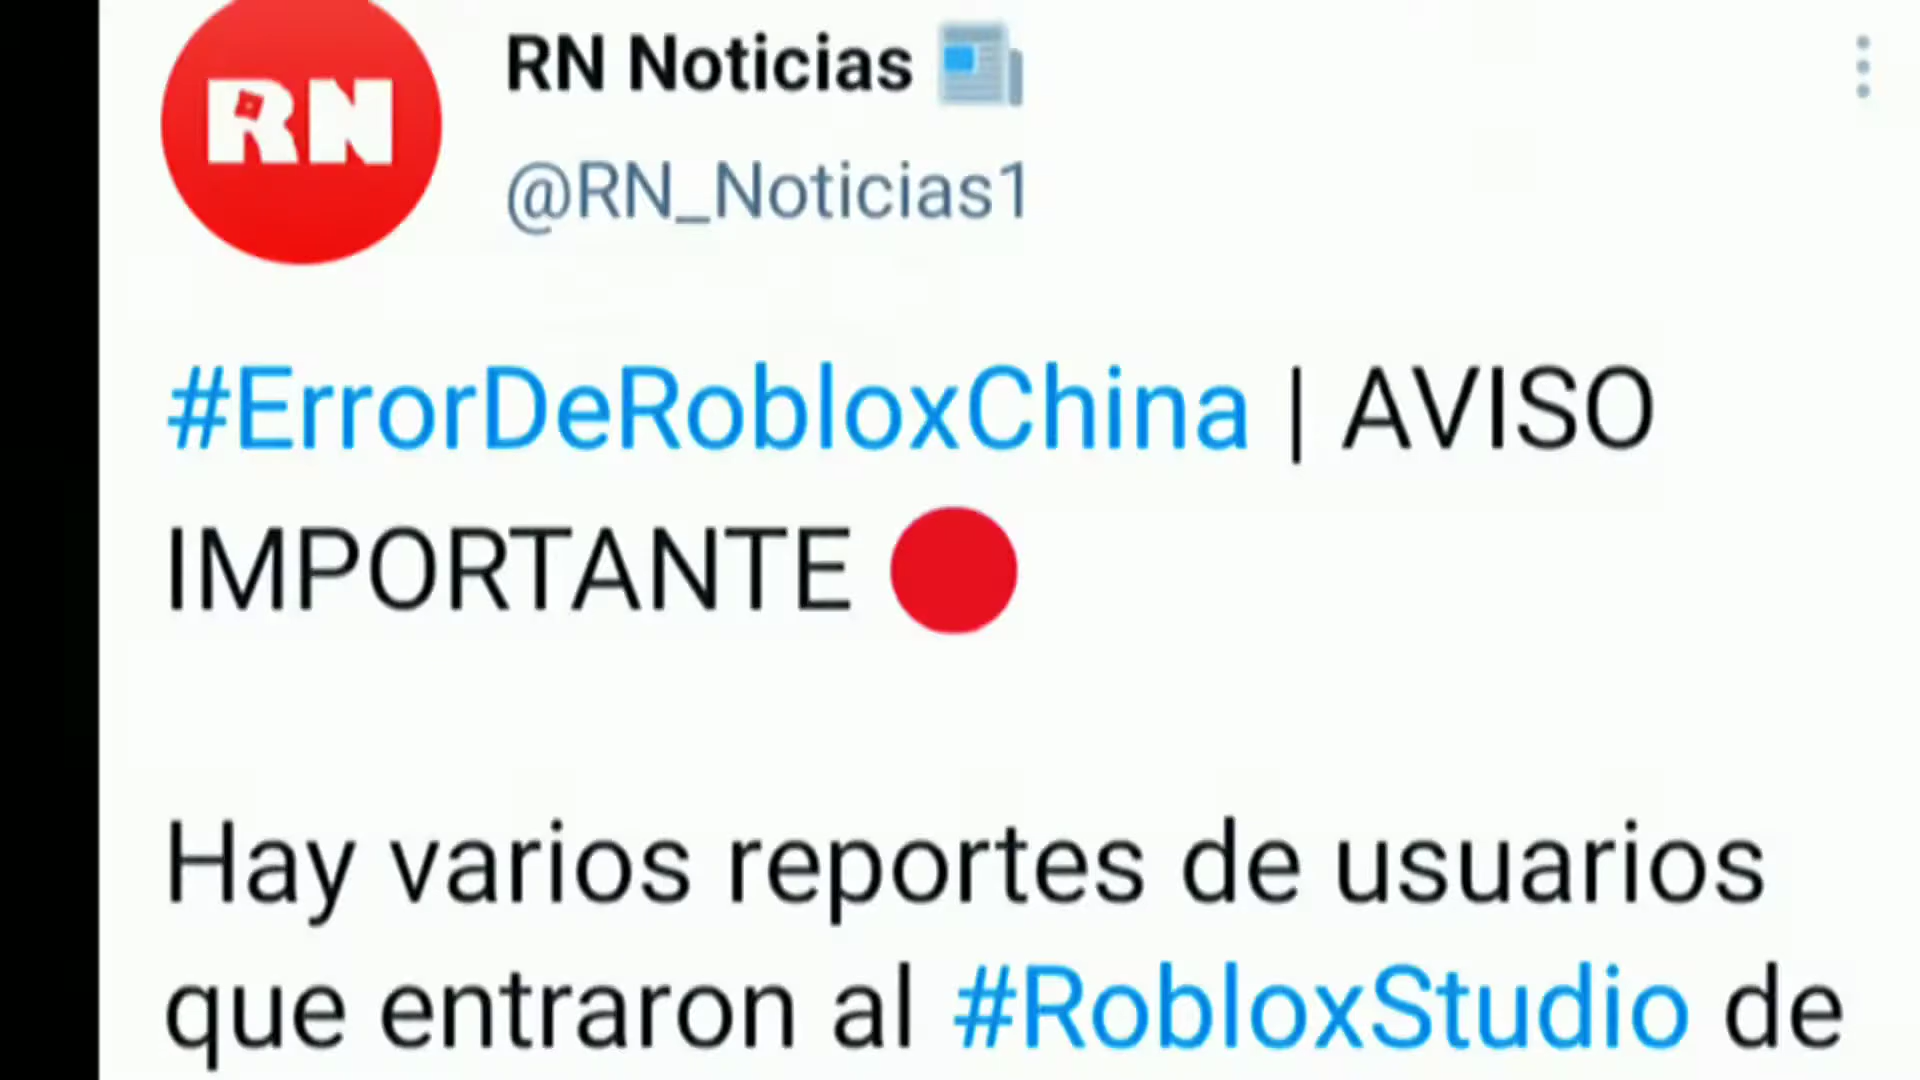 RN
RN Noticias
@RN_Noticias1
#ErrorDeRobloxChina | AVISO
IMPORTANTE
Hay varios reportes de usuarios
que entraron al #RobloxStudio de